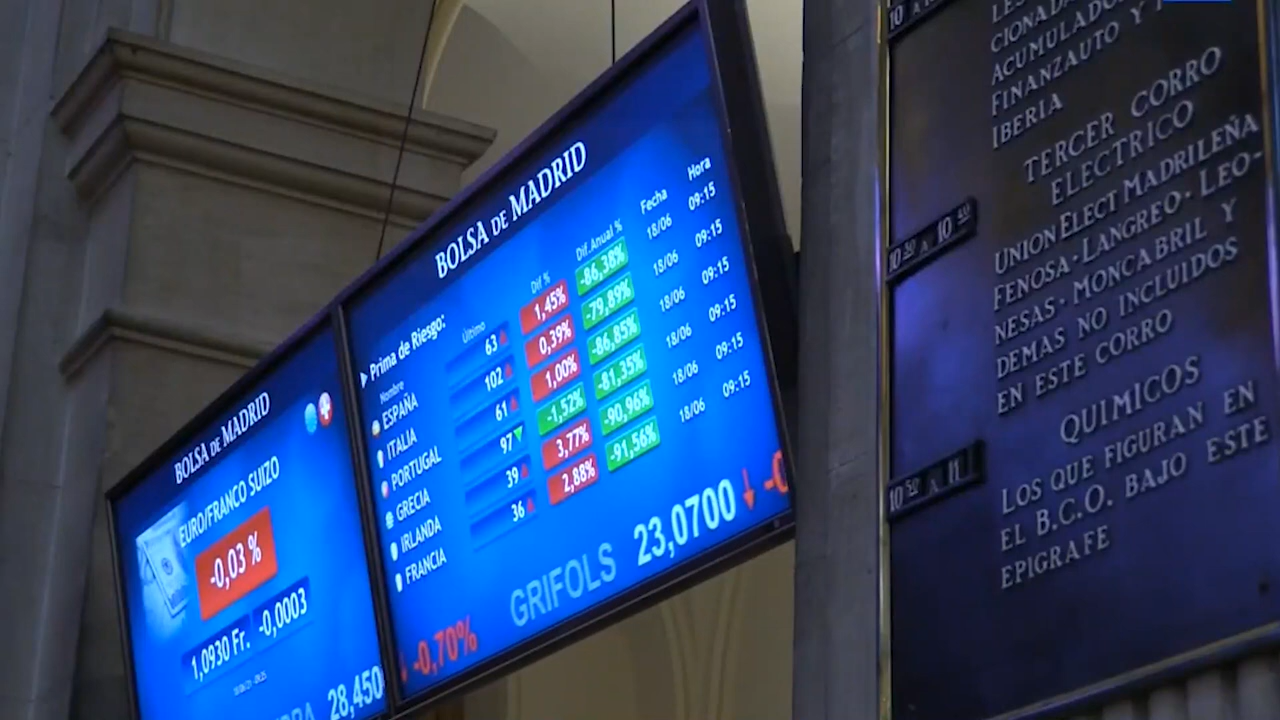 BOLSA DE MADRID
EURO/FRANCO SUIZO
-0,03 %
1,0930 Fr. -0,0003
28,450
BOLSA DE MADRID
Prima de Riesgo:
Nombre Último Dif % Dif.Anual % Fecha Hora
ESPAÑA 63 1,45% -86,38% 18/06 09:15
ITALIA 102 0,39% -79,89% 18/06 09:15
PORTUGAL 61 1,00% -86,85% 18/06 09:15
GRECIA 97 -1,52% -81,35% 18/06 09:15
IRLANDA 39 3,77% -90,96% 18/06 09:15
FRANCIA 36 2,88% -91,56% 18/06 09:15
-0,70% GRIFOLS 23,0700 -0
10 A
CIONADA
ACUMULADO
FINANZAUTO Y
IBERIA
TERCER CORRO
ELECTRICO
10 30 A 10 40
UNION ELECT MADRILEÑA
FENOSA-LANGREO-LEO-
NESAS-MONCABRIL Y
DEMAS NO INCLUIDOS
EN ESTE CORRO
QUIMICOS
10 50 A 11
LOS QUE FIGURAN EN
EL B.C.O. BAJO ESTE
EPIGRAFE